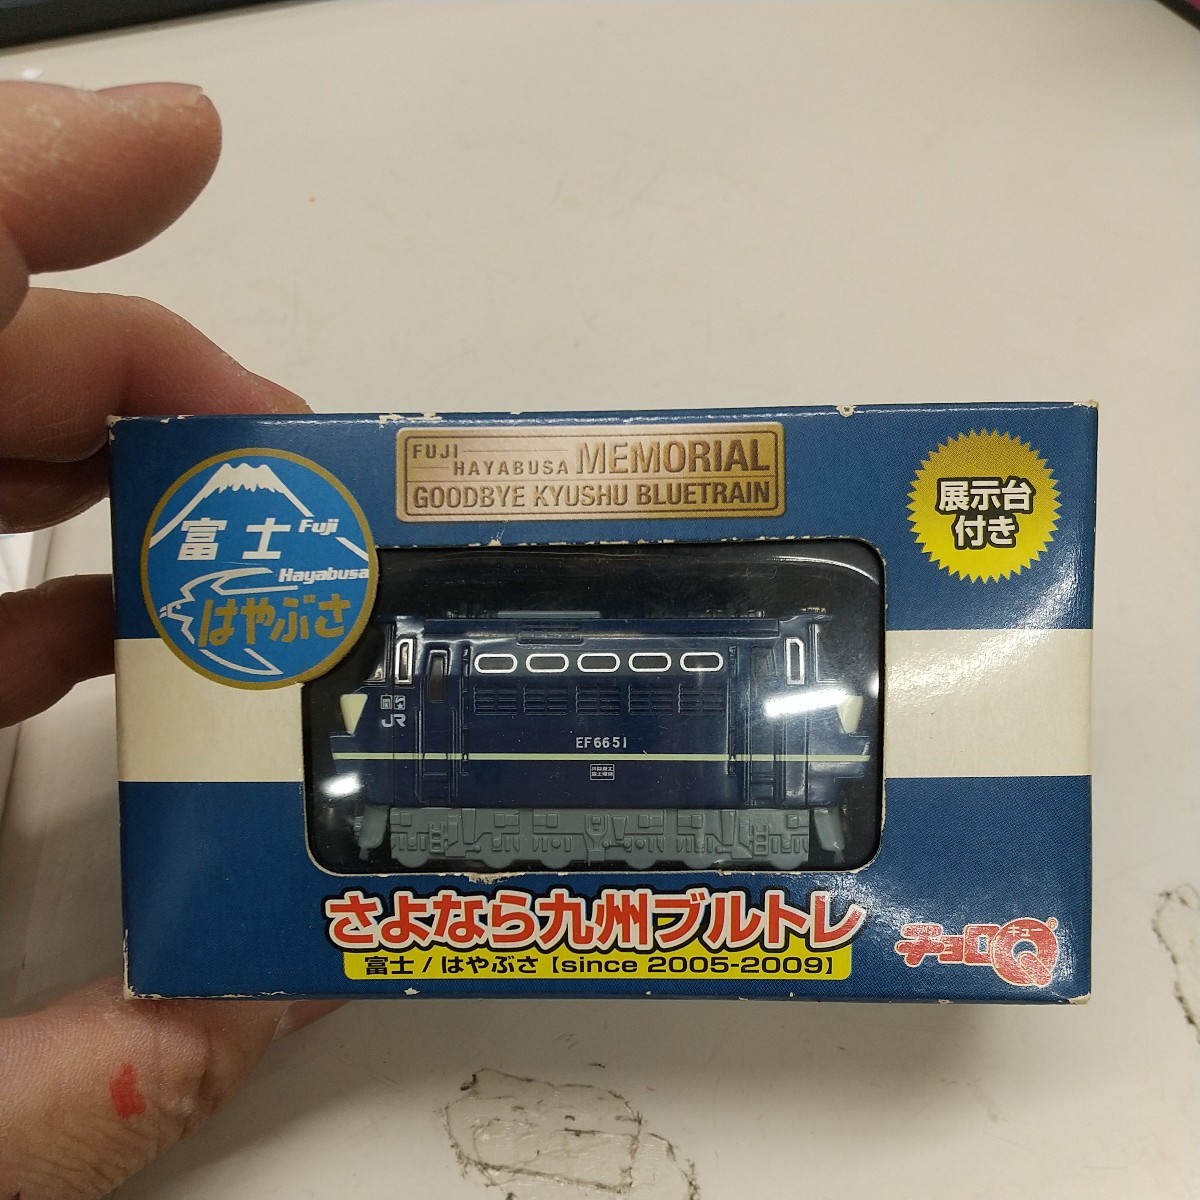 FUJI
HAYABUSA MEMORIAL
GOODBYE KYUSHU BLUETRAIN
富士 Fuji
Hayabusa
はやぶさ
展示台
付き
JR
EF6651
さよなら九州ブルトレ
富士/はやぶさ【since 2005-2009】
チョロQ
キュー